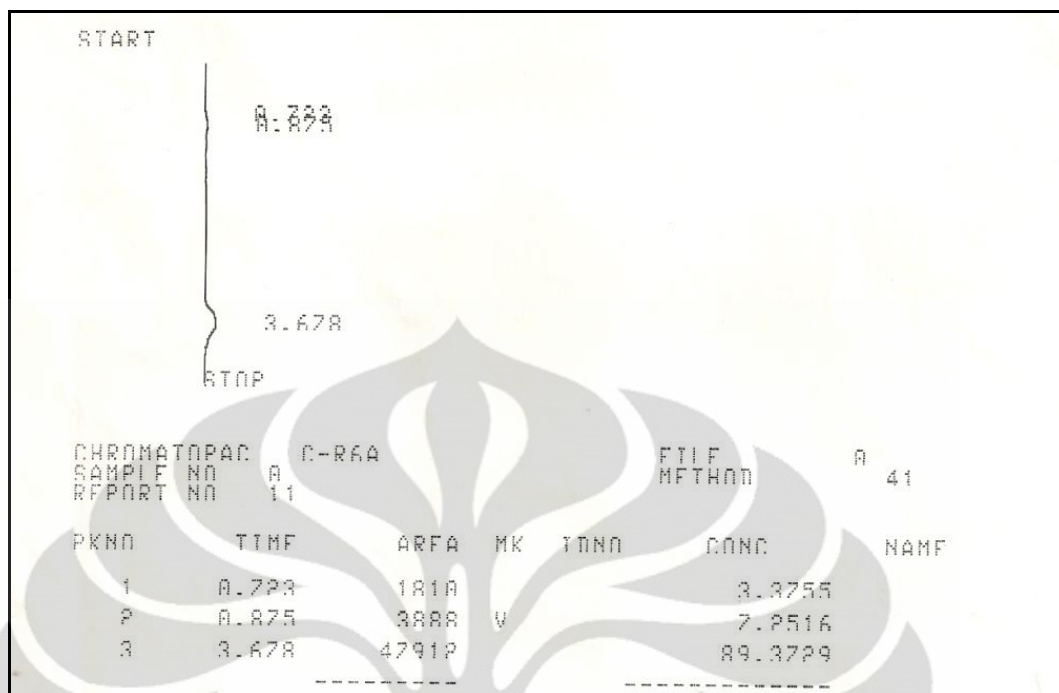 START
0.723
0.875
3.678
STOP
CHROMATOPAC C-R6A FILE 0
SAMPLE NO 0 METHOD 41
REPORT NO 11
PKNO TIME AREA MK IDNO CONC NAME
1 0.723 1810 3.3755
2 0.875 3888 V 7.2516
3 3.678 47912 89.3729
--------- -------------